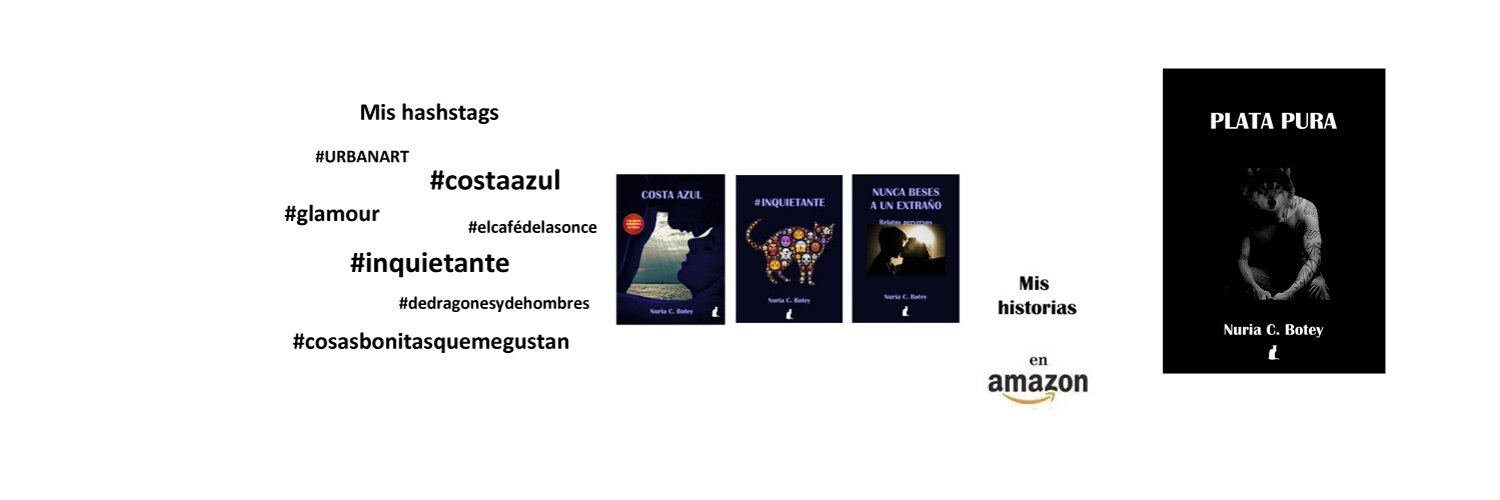 Mis hashstags
#URBANART
#costaazul
#glamour
#elcafédelasonce
#inquietante
#dedragonesydehombres
#cosasbonitasquemegustan
COSTA AZUL
Nuria C. Botey
#INQUIETANTE
Nuria C. Botey
NUNCA BESES
A UN EXTRAÑO
Relatos perversos
Nuria C. Botey
Mis
historias
en
amazon
PLATA PURA
Nuria C. Botey